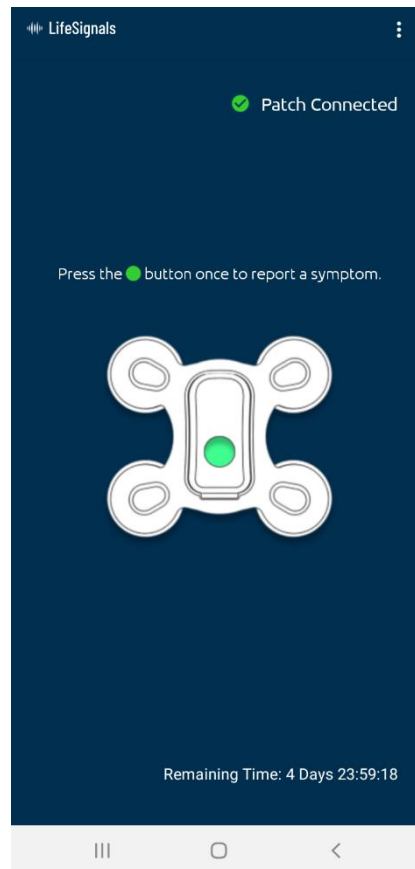 LifeSignals
Patch Connected
Press the button once to report a symptom.
Remaining Time: 4 Days 23:59:18